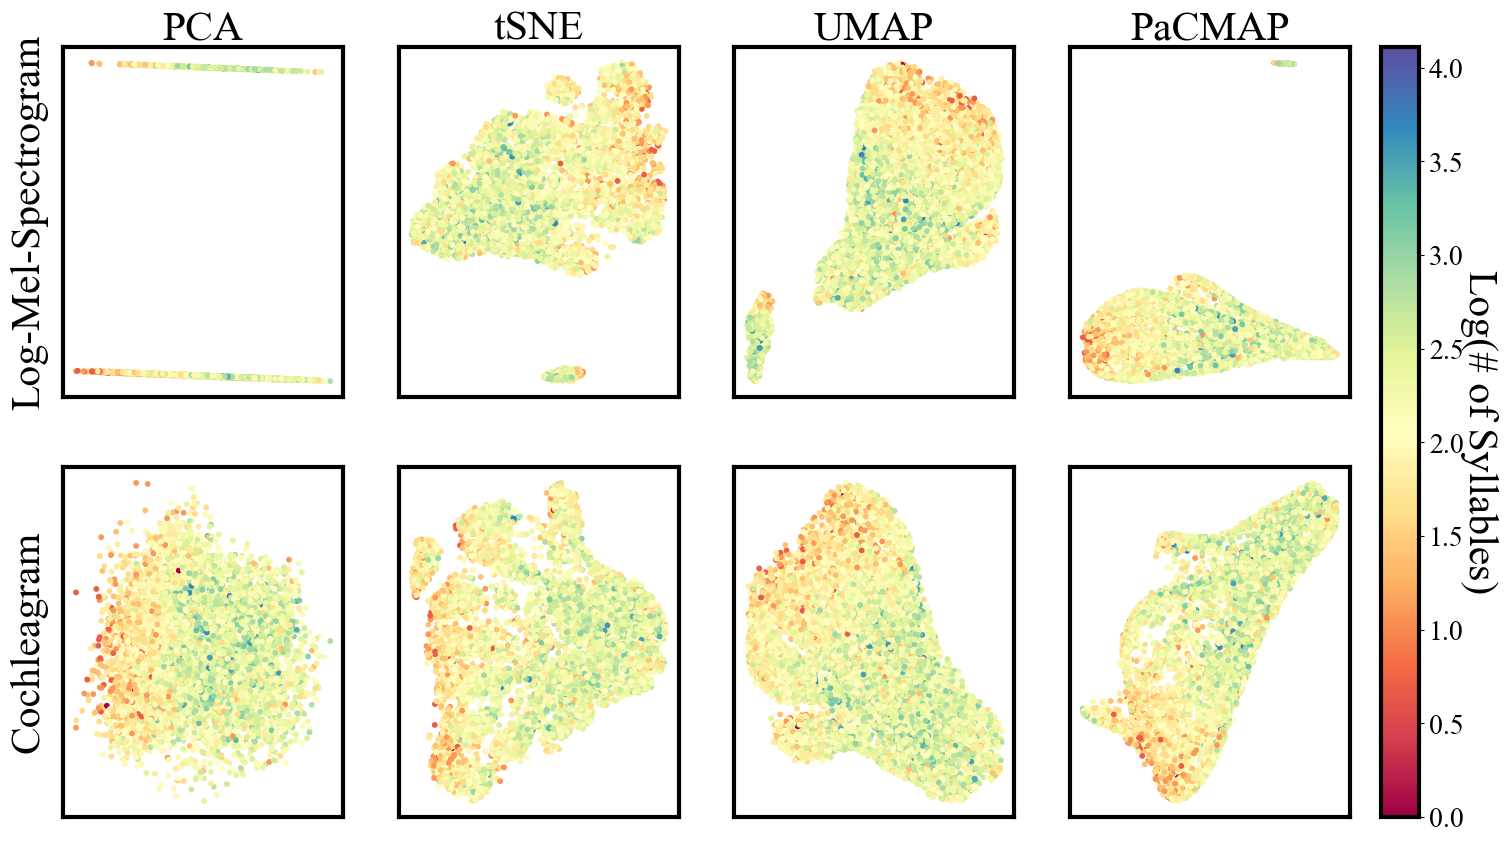 PCA
tSNE
UMAP
PaCMAP
Log-Mel-Spectrogram
Cochleagram
4.0
3.5
3.0
2.5
2.0
1.5
1.0
0.5
0.0
Log(# of Syllables)